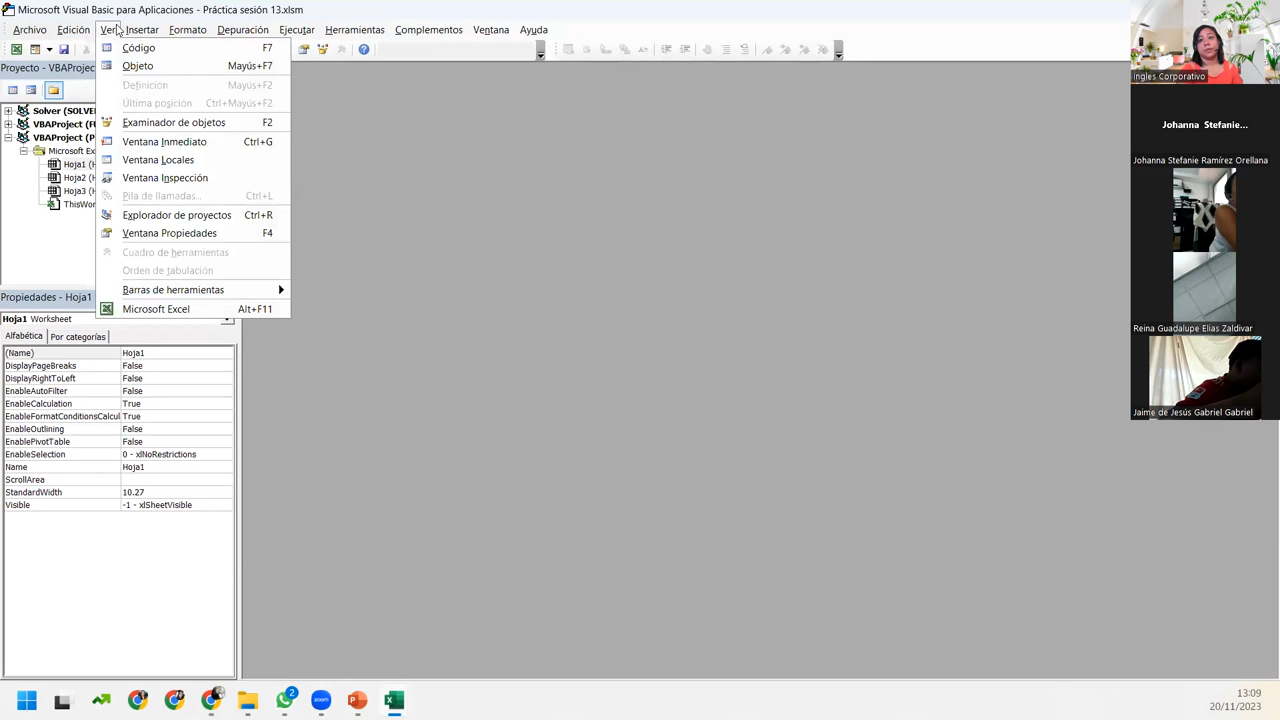 Microsoft Visual Basic para Aplicaciones - Práctica sesión 13.xlsm
Archivo Edición Ver Insertar Formato Depuración Ejecutar Herramientas Complementos Ventana Ayuda
Código F7
Objeto Mayús+F7
Definición Mayús+F2
Última posición Ctrl+Mayús+F2
Examinador de objetos F2
Ventana Inmediato Ctrl+G
Ventana Locales
Ventana Inspección
Pila de llamadas... Ctrl+L
Explorador de proyectos Ctrl+R
Ventana Propiedades F4
Cuadro de herramientas
Orden de tabulación
Barras de herramientas
Microsoft Excel Alt+F11
Proyecto - VBAProje
Solver (SOLVE
VBAProject (F
VBAProject (P
Microsoft Ex
Hoja1 (H
Hoja2 (H
Hoja3 (H
ThisWor
Propiedades - Hoja1
Hoja1 Worksheet
Alfabética Por categorías
(Name) Hoja1
DisplayPageBreaks False
DisplayRightToLeft False
EnableAutoFilter False
EnableCalculation True
EnableFormatConditionsCalcul True
EnableOutlining False
EnablePivotTable False
EnableSelection 0 - xlNoRestrictions
Name Hoja1
ScrollArea
StandardWidth 10.27
Visible -1 - xlSheetVisible
Ingles Corporativo
Johanna Stefanie...
Johanna Stefanie Ramírez Orellana
Reina Guadalupe Elias Zaldivar
Jaime de Jesús Gabriel Gabriel
2
zoom
13:09
20/11/2023